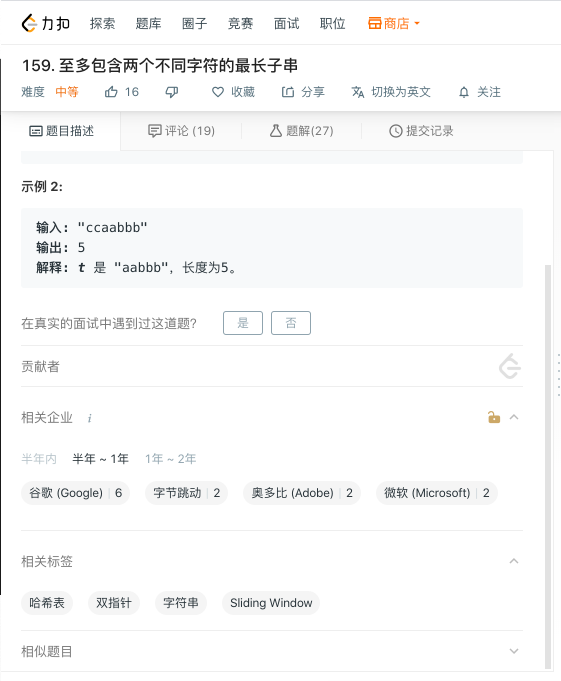 力扣 探索 题库 圈子 竞赛 面试 职位 商店
159. 至多包含两个不同字符的最长子串
难度 中等 16 收藏 分享 切换为英文 关注
题目描述 评论 (19) 题解(27) 提交记录
示例 2:
输入: "ccaabbb"
输出: 5
解释: t 是 "aabbb"，长度为5。
在真实的面试中遇到过这道题? 是 否
贡献者
相关企业 i
半年内 半年 ~ 1年 1年 ~ 2年
谷歌 (Google) | 6 字节跳动 | 2 奥多比 (Adobe) | 2 微软 (Microsoft) | 2
相关标签
哈希表 双指针 字符串 Sliding Window
相似题目